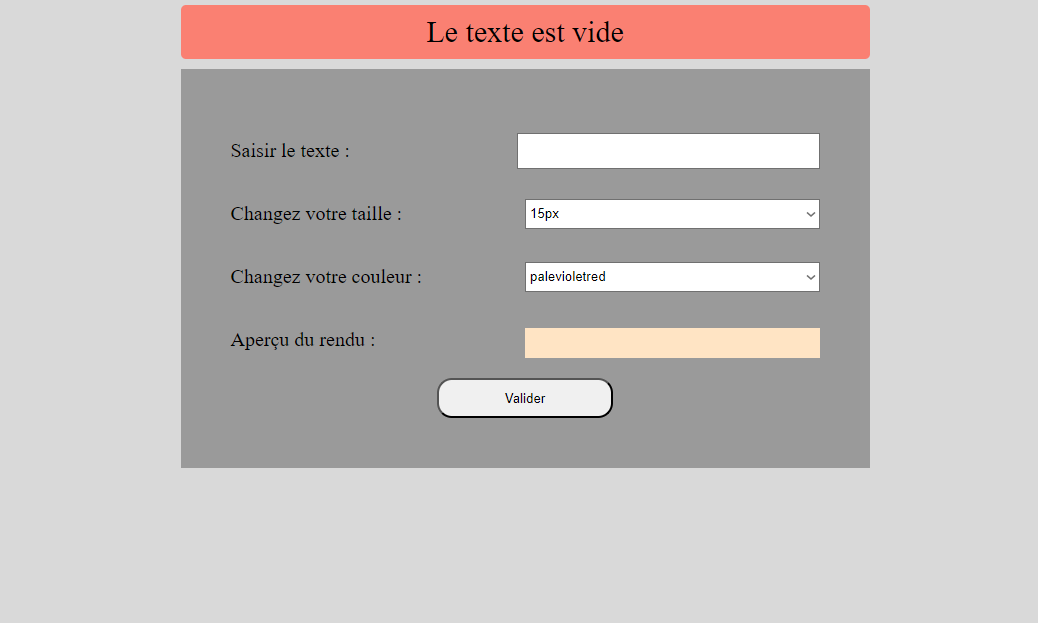 Le texte est vide
Saisir le texte :
Changez votre taille :
15px
Changez votre couleur :
palevioletred
Aperçu du rendu :
Valider